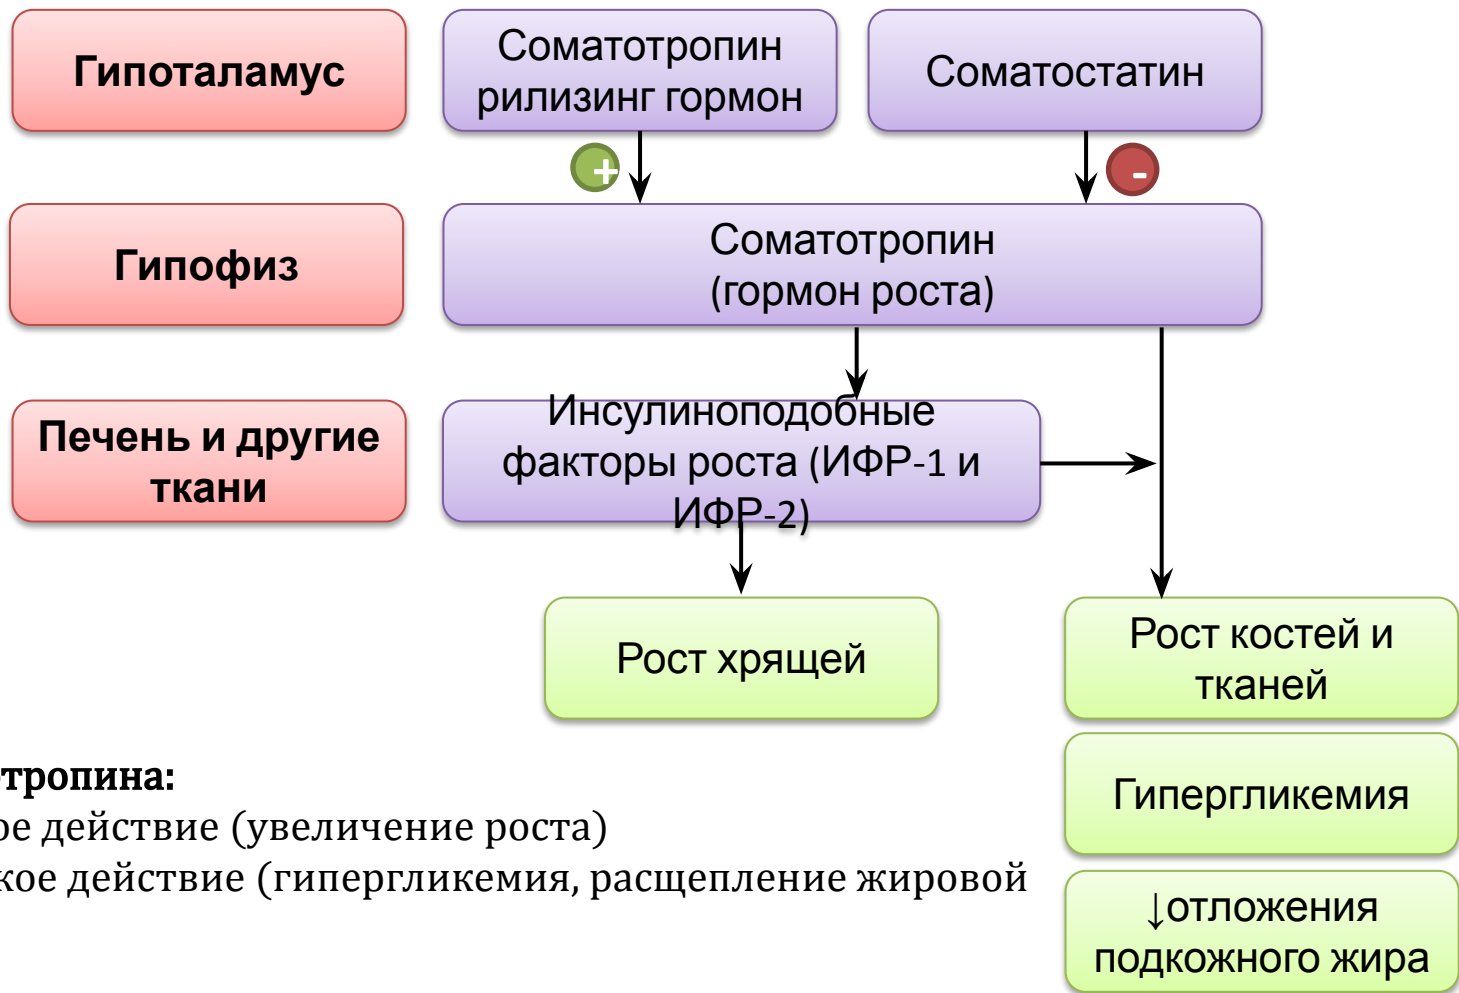 Гипоталамус
Соматотропин
рилизинг гормон
Соматостатин
+
-
Гипофиз
Соматотропин
(гормон роста)
Печень и другие
ткани
Инсулиноподобные
факторы роста (ИФР-1 и
ИФР-2)
Рост хрящей
Рост костей и
тканей
Гипергликемия
↓отложения
подкожного жира
тропина:
ое действие (увеличение роста)
кое действие (гипергликемия, расщепление жировой